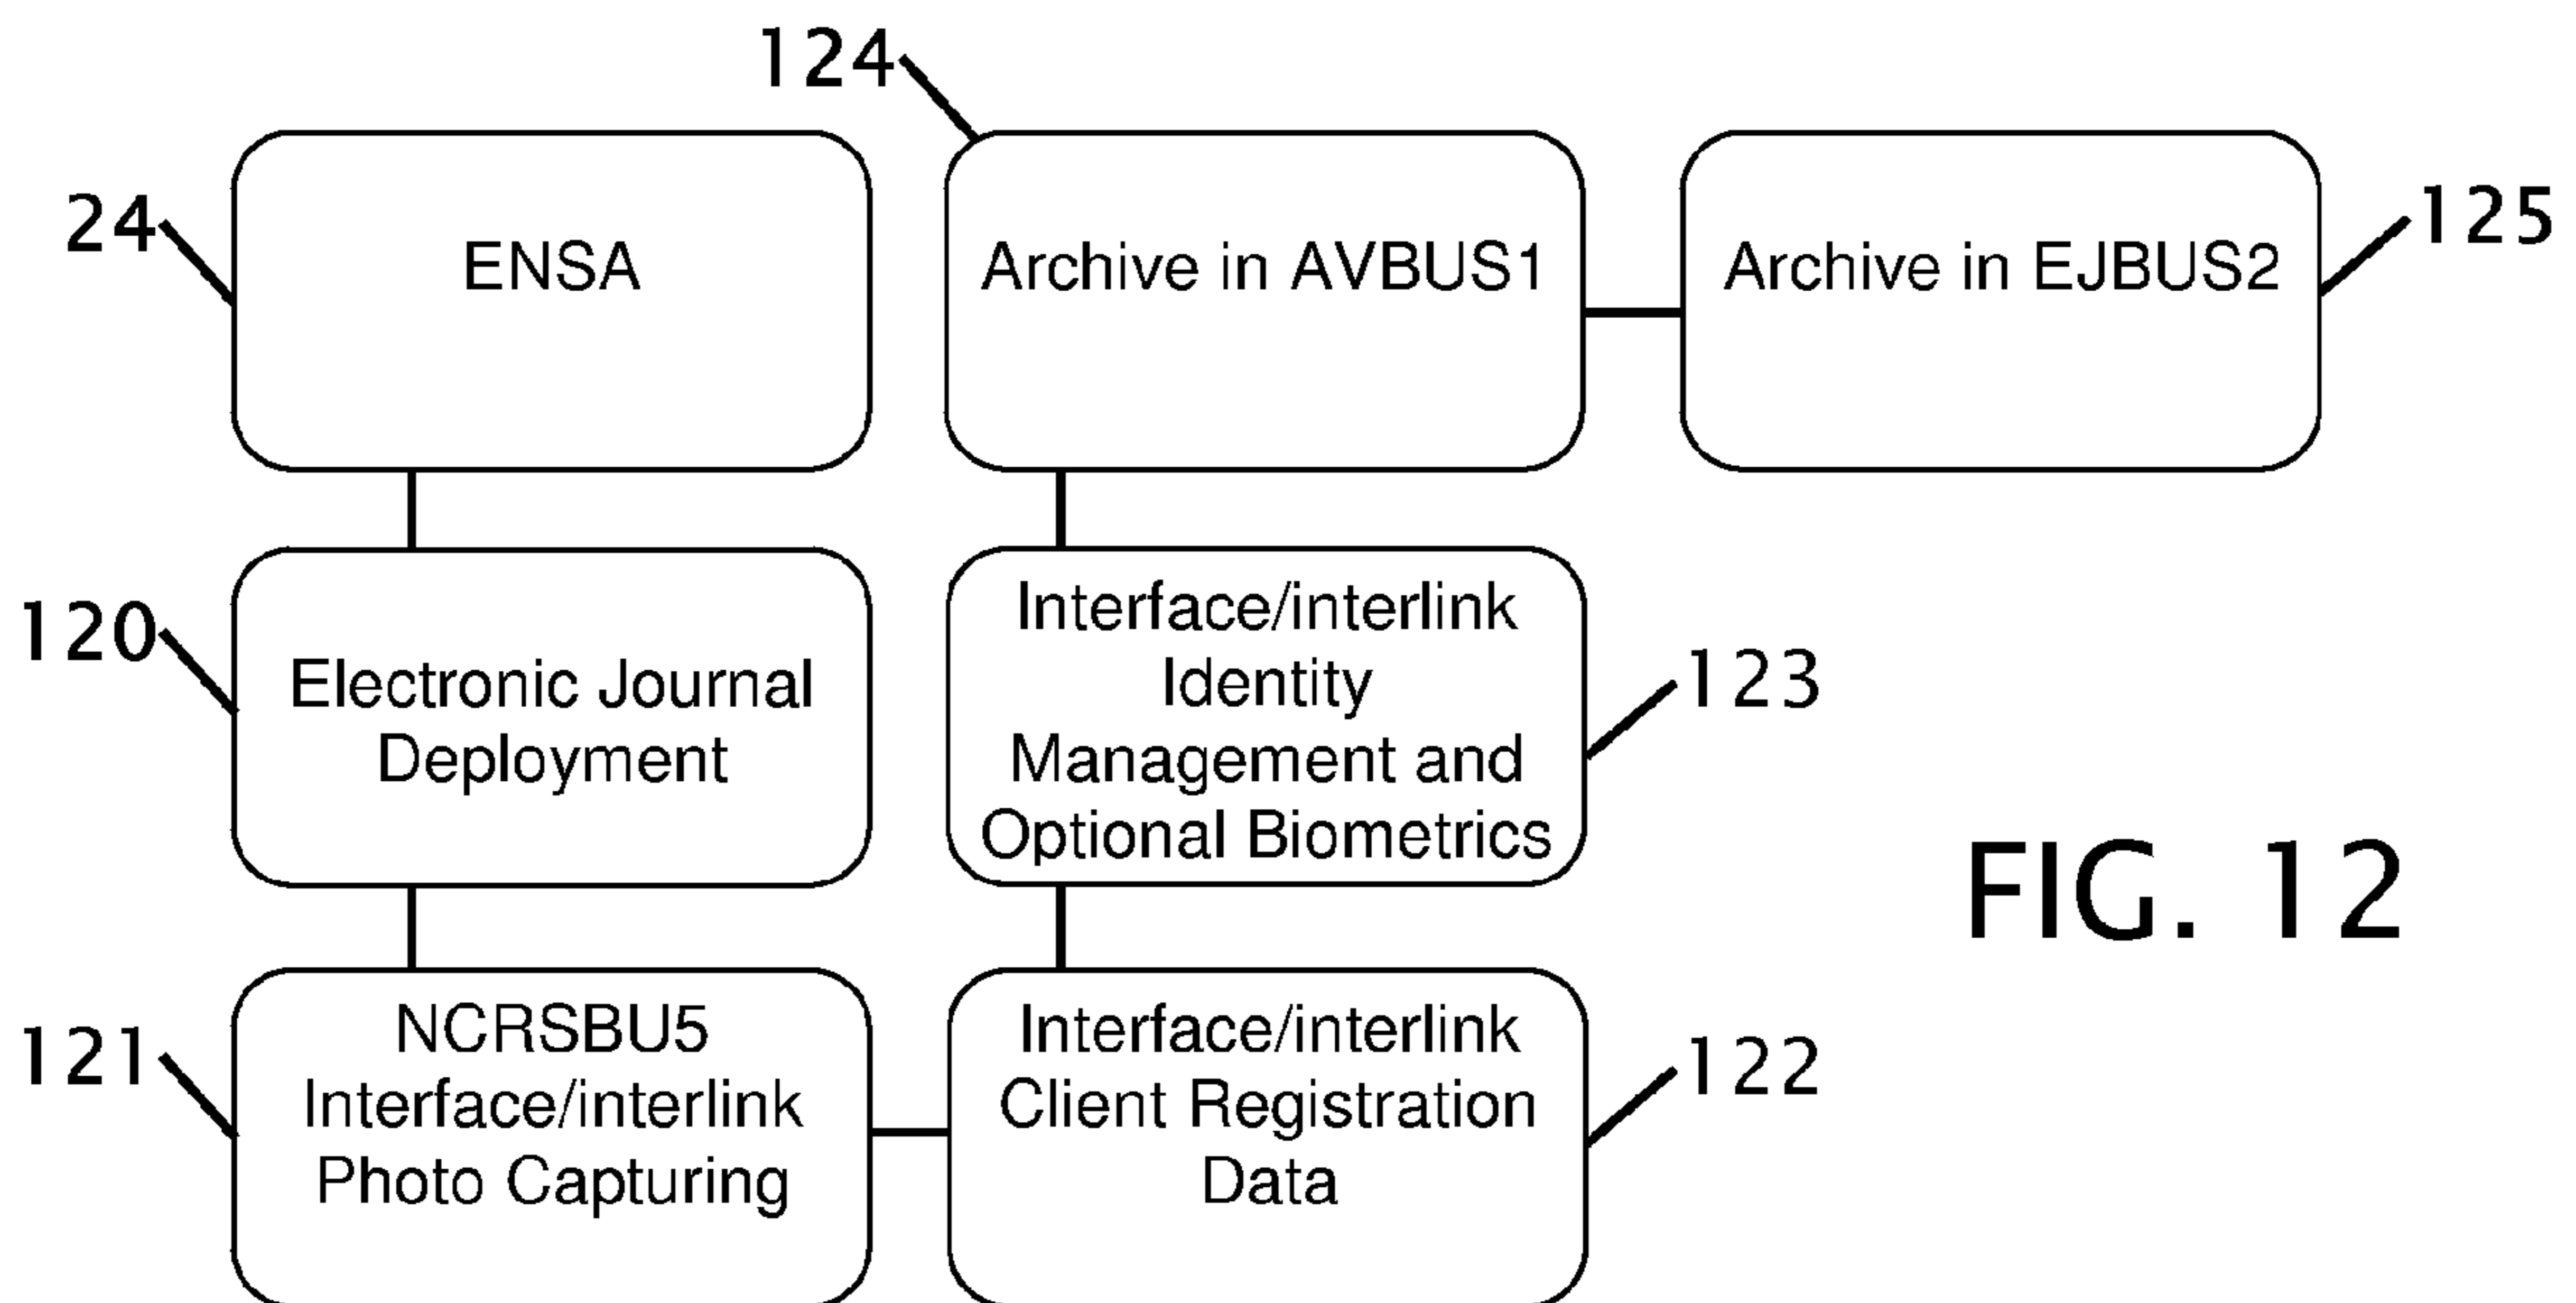 124
24
ENSA
Archive in AVBUS1
Archive in EJBUS2
125
120
Electronic Journal
Deployment
Interface/interlink
Identity
Management and
Optional Biometrics
123
121
NCRSBU5
Interface/interlink
Photo Capturing
Interface/interlink
Client Registration
Data
122
FIG. 12